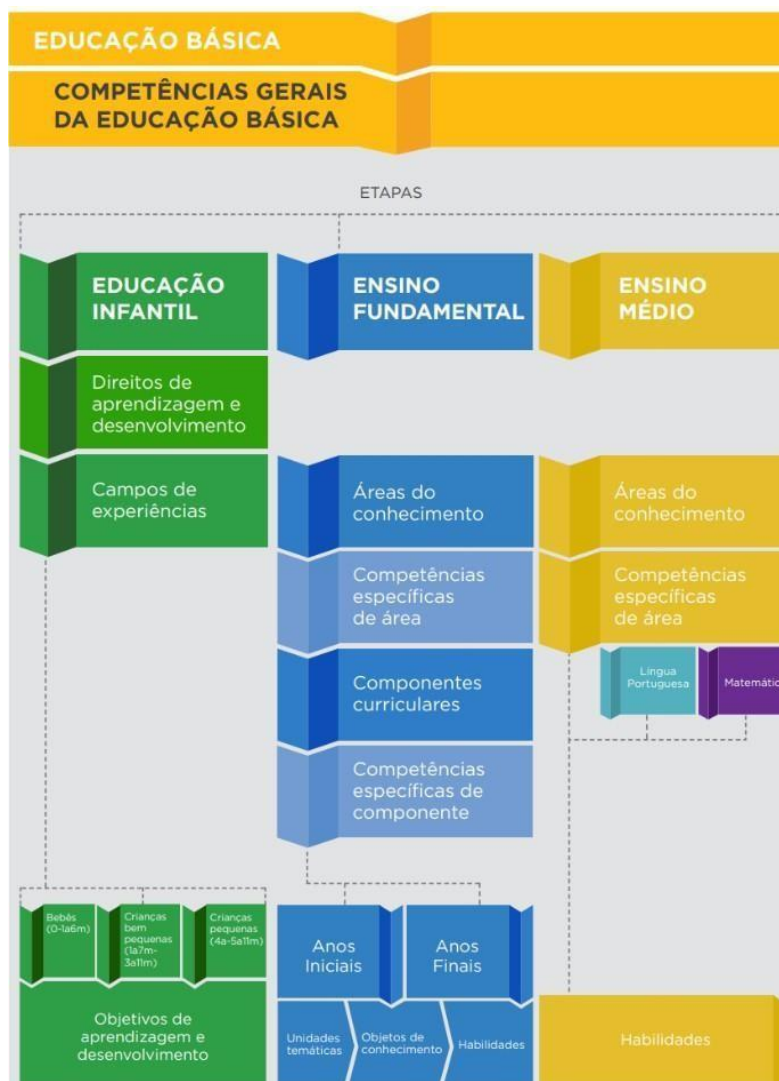 EDUCAÇÃO BÁSICA
COMPETÊNCIAS GERAIS
DA EDUCAÇÃO BÁSICA
ETAPAS
EDUCAÇÃO
INFANTIL
ENSINO
FUNDAMENTAL
ENSINO
MÉDIO
Direitos de
aprendizagem e
desenvolvimento
Campos de
experiências
Áreas do
conhecimento
Áreas do
conhecimento
Competências
específicas
de área
Competências
específicas
de área
Língua
Portuguesa
Matemátic
Componentes
curriculares
Competências
específicas de
componente
Bebês
(0-1a6m)
Crianças
bem
pequenas
(1a7m-
3a11m)
Crianças
pequenas
(4a-5a11m)
Objetivos de
aprendizagem e
desenvolvimento
Anos
Iniciais
Anos
Finais
Unidades
temáticas
Objetos de
conhecimento
Habilidades
Habilidades